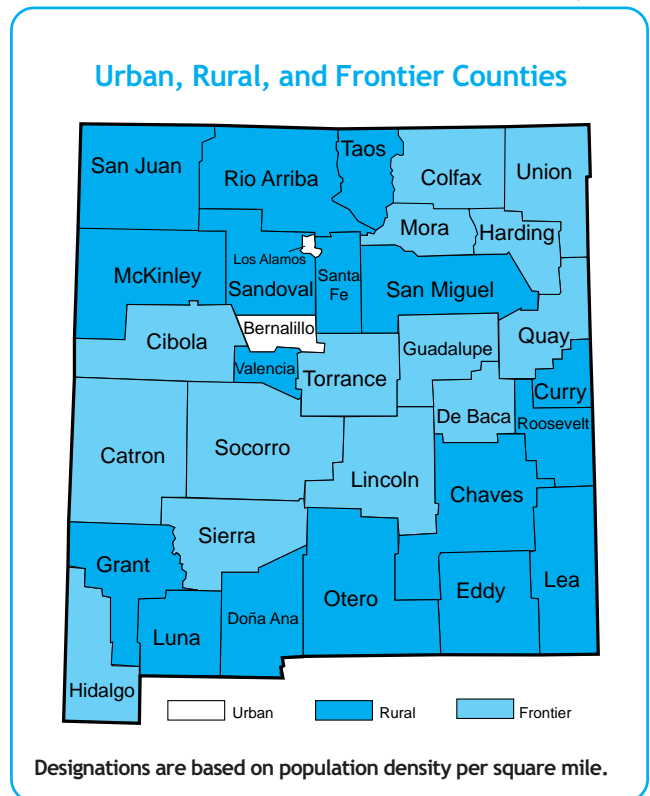 Urban, Rural, and Frontier Counties
San Juan
Rio Arriba
Taos
Colfax
Union
Mora
Harding
McKinley
Los Alamos
Sandoval
Santa
Fe
San Miguel
Cibola
Bernalillo
Valencia
Torrance
Guadalupe
Quay
Curry
De Baca
Roosevelt
Catron
Socorro
Lincoln
Chaves
Sierra
Grant
Luna
Doña Ana
Otero
Eddy
Lea
Hidalgo
Urban
Rural
Frontier
Designations are based on population density per square mile.